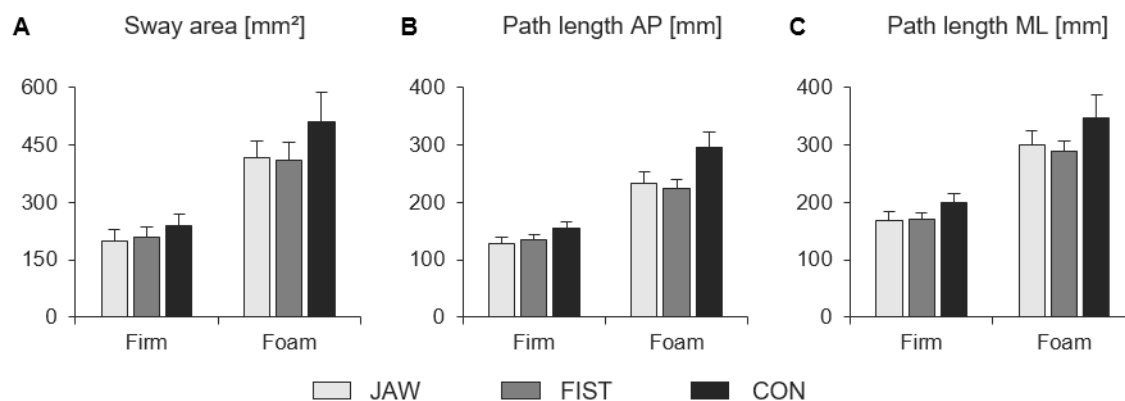 A Sway area [mm²]
B Path length AP [mm]
C Path length ML [mm]
600
450
300
150
0
Firm Foam
400
300
200
100
0
Firm Foam
400
300
200
100
0
Firm Foam
JAW FIST CON